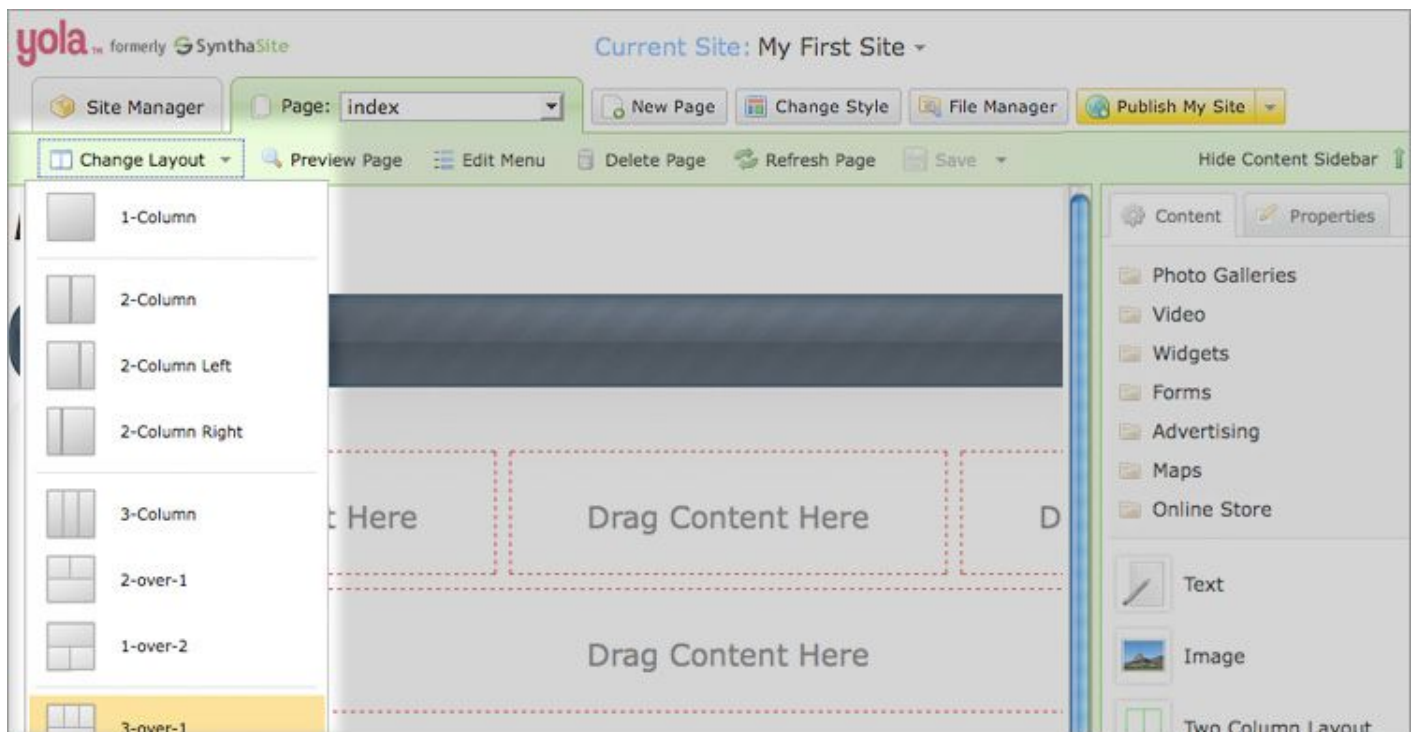 yola TM formerly SynthaSite
Current Site: My First Site
Site Manager
Page: index
New Page
Change Style
File Manager
Publish My Site
Change Layout
Preview Page
Edit Menu
Delete Page
Refresh Page
Save
Hide Content Sidebar
1-Column
2-Column
2-Column Left
2-Column Right
3-Column
2-over-1
1-over-2
3-over-1
t Here
Drag Content Here
D
Drag Content Here
Content
Properties
Photo Galleries
Video
Widgets
Forms
Advertising
Maps
Online Store
Text
Image
Two Column Layout